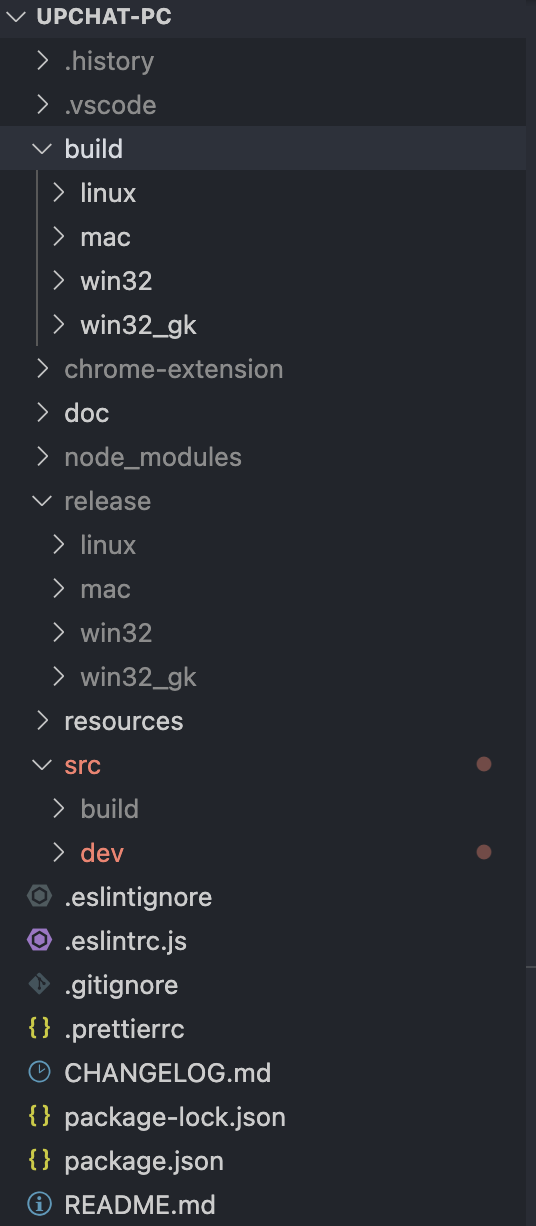 UPCHAT-PC
.history
.vscode
build
linux
mac
win32
win32_gk
chrome-extension
doc
node_modules
release
linux
mac
win32
win32_gk
resources
src
build
dev
.eslintignore
.eslintrc.js
.gitignore
.prettierrc
CHANGELOG.md
package-lock.json
package.json
README.md